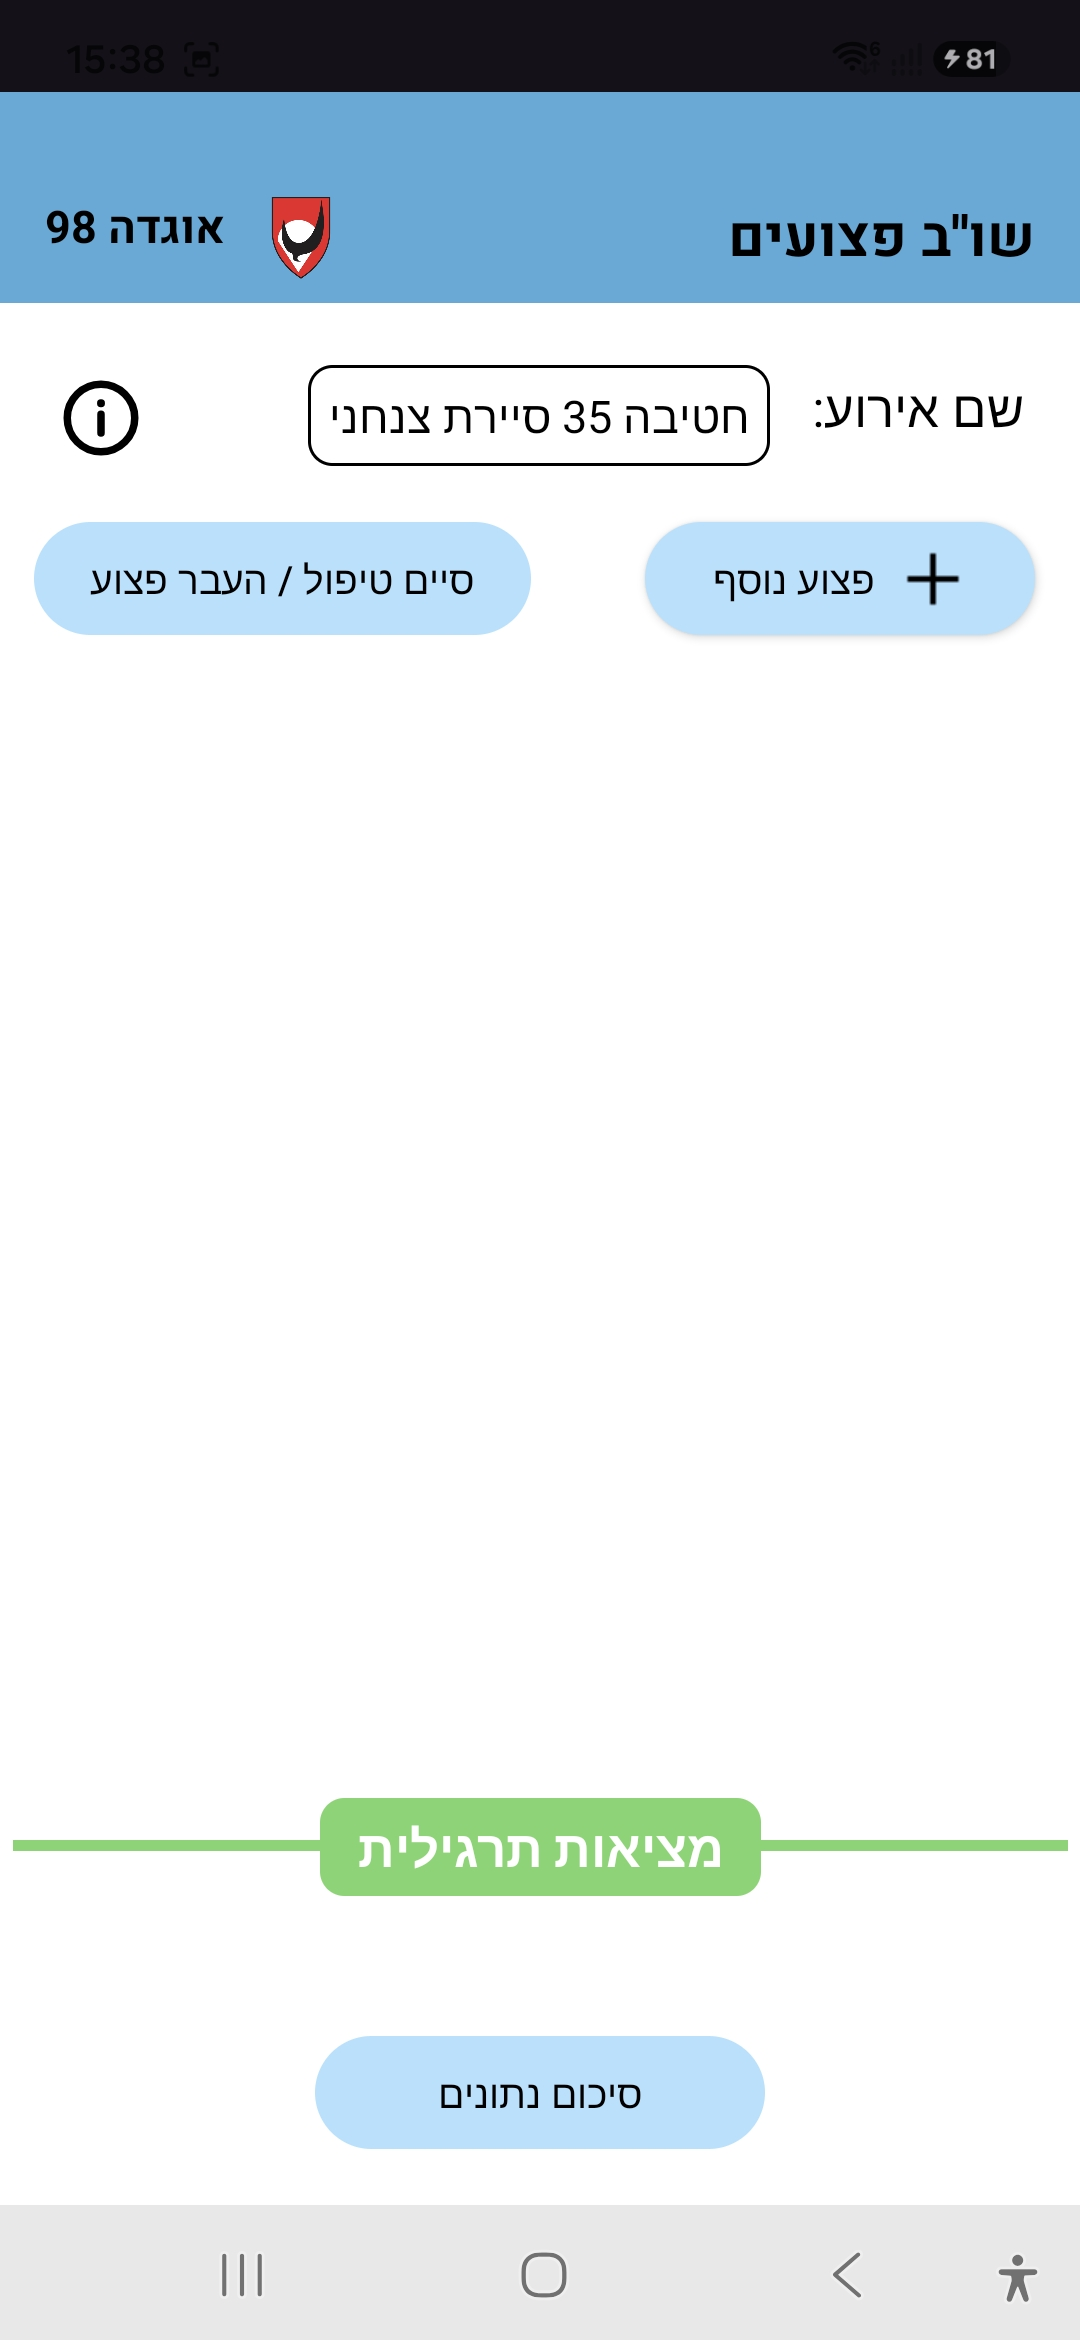 15:38
6
81
שו"ב פצועים
אוגדה 98
שם אירוע:
חטיבה 35 סיירת צנחני
פצוע נוסף
סיים טיפול / העבר פצוע
מציאות תרגילית
סיכום נתונים